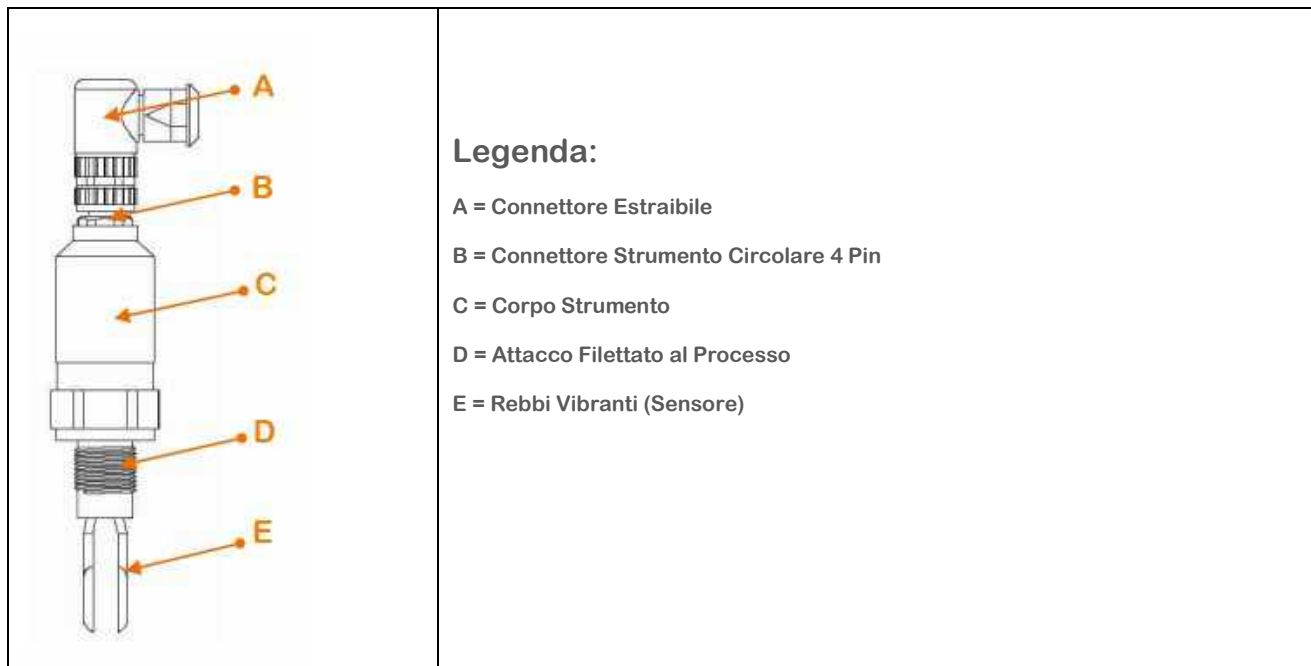 A
B
C
D
E
Legenda:
A = Connettore Estraibile
B = Connettore Strumento Circolare 4 Pin
C = Corpo Strumento
D = Attacco Filettato al Processo
E = Rebbi Vibranti (Sensore)